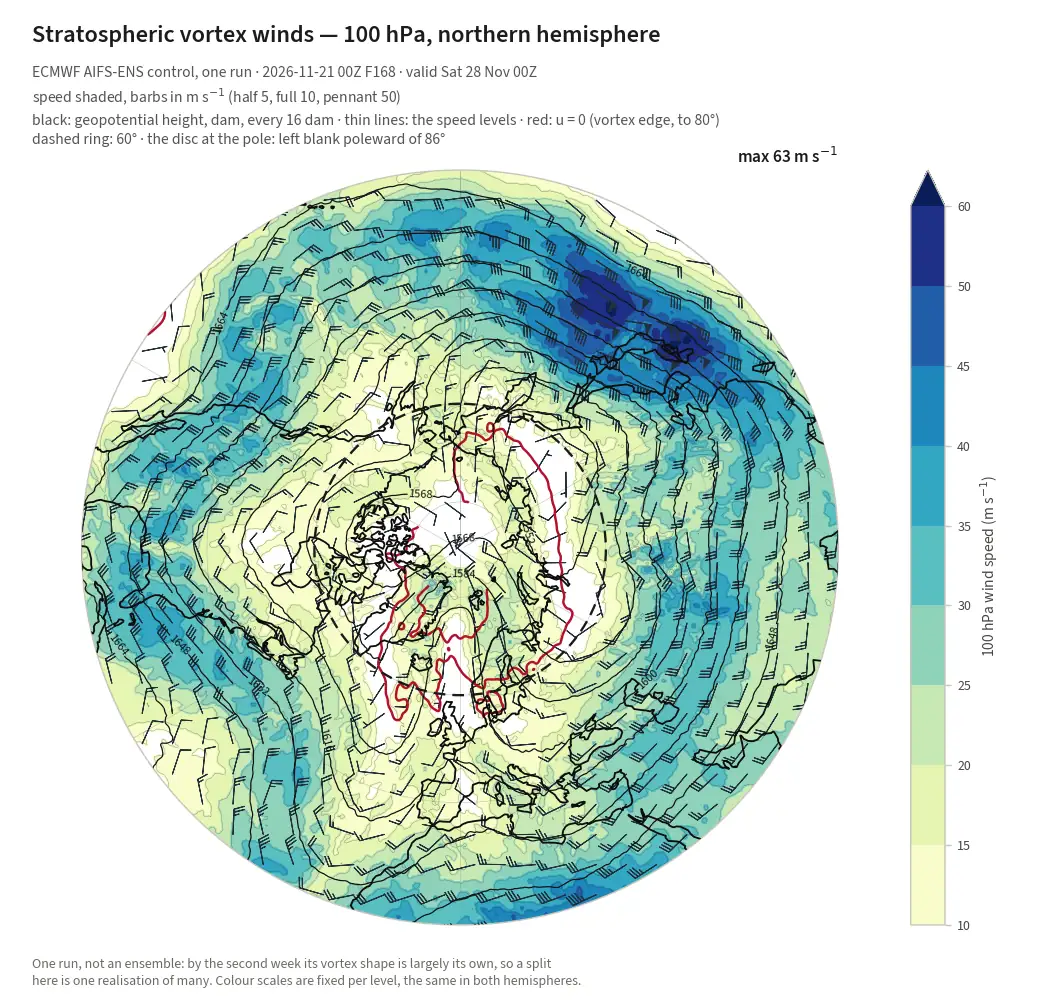 Stratospheric vortex winds — 100 hPa, northern hemisphere
ECMWF AIFS-ENS control, one run · 2026-11-21 00Z F168 · valid Sat 28 Nov 00Z
speed shaded, barbs in m s⁻¹ (half 5, full 10, pennant 50)
black: geopotential height, dam, every 16 dam · thin lines: the speed levels · red: u = 0 (vortex edge, to 80°)
dashed ring: 60° · the disc at the pole: left blank poleward of 86°
max 63 m s⁻¹
60
50
45
40
35
30
25
20
15
10
100 hPa wind speed (m s⁻¹)
1664
1568
1568
1584
1664
1648
1632
1648
1600
One run, not an ensemble: by the second week its vortex shape is largely its own, so a split
here is one realisation of many. Colour scales are fixed per level, the same in both hemispheres.